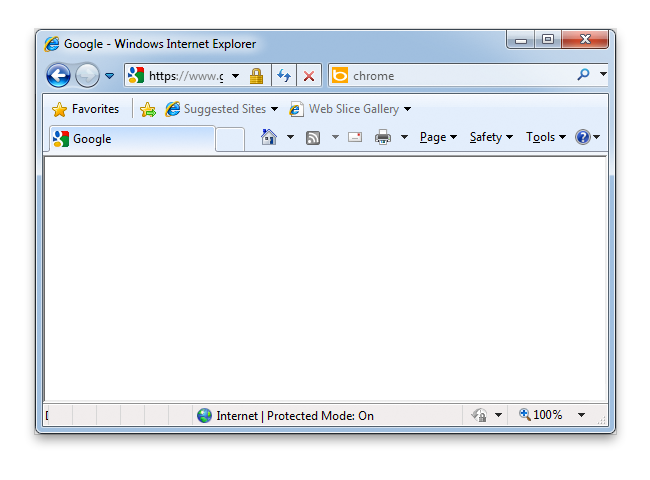 Google - Windows Internet Explorer
https://www.g chrome
Favorites Suggested Sites Web Slice Gallery
Google Page Safety Tools
Internet | Protected Mode: On 100%